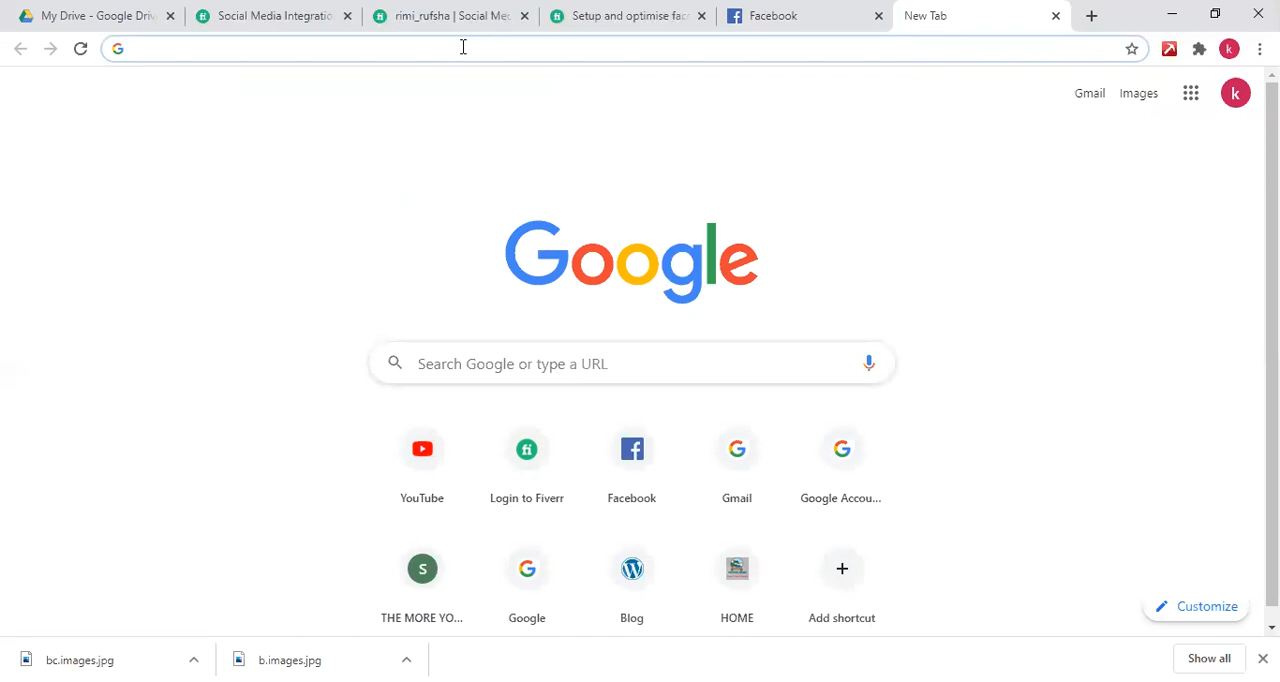 My Drive - Google Driv
Social Media Integratio
rimi_rufsha | Social Med
Setup and optimise fac
Facebook
New Tab
Gmail
Images
k
k
Google
Search Google or type a URL
YouTube
fi
Login to Fiverr
Facebook
Gmail
Google Accou...
S
THE MORE YO...
Google
Blog
HOME
Add shortcut
Customize
bc.images.jpg
b.images.jpg
Show all